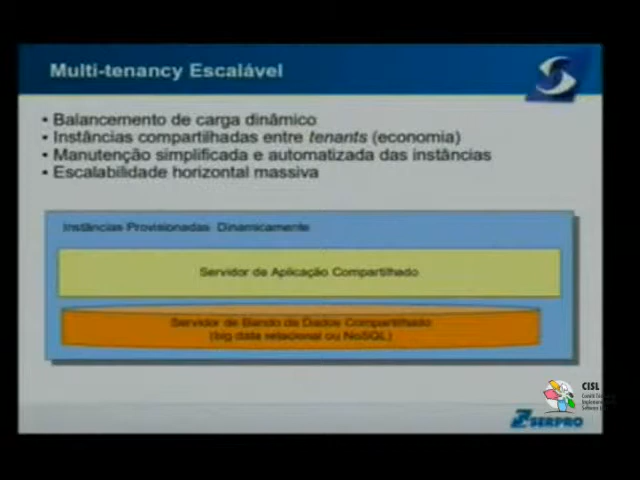 Multi-tenancy Escalável
• Balancemento de carga dinâmico
• Instâncias compartilhadas entre tenants (economia)
• Manutenção simplificada e automatizada das instâncias
• Escalabilidade horizontal massiva
Instâncias Provisionadas Dinamicamente
Servidor de Aplicação Compartilhado
Servidor de Bando de Dados Compartilhado
(big data relacional ou NoSQL)
CISL
SERPRO